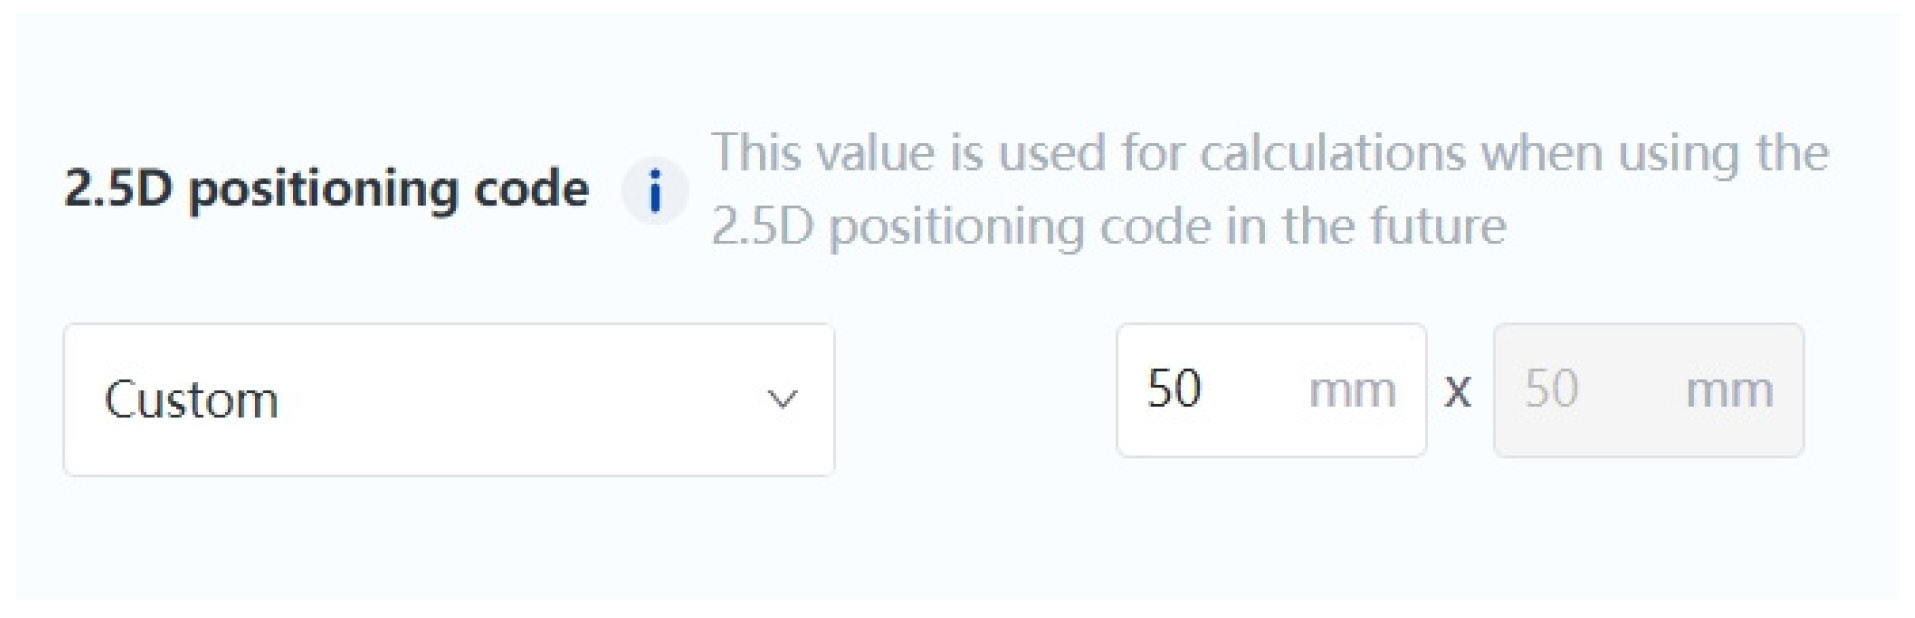 2.5D positioning code i This value is used for calculations when using the
2.5D positioning code in the future
Custom 50 mm x 50 mm